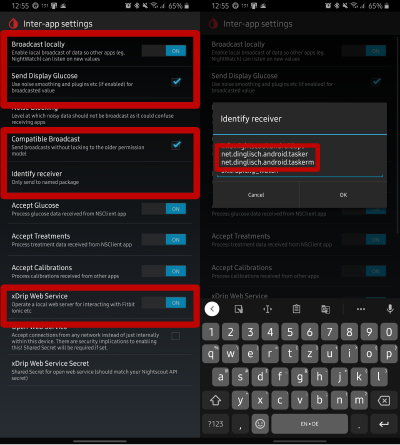 12:55
65%
Inter-app settings
Broadcast locally
Enable local broadcast of data so other apps (eg.
NightWatch) can listen on new values
ON
Send Display Glucose
Use noise smoothing and plugins etc (if enabled) for
broadcasted value
Level at which noisy data should not be broadcast as it could confuse
receiving apps
Compatible Broadcast
Send broadcasts without locking to the older permission
model
Identify receiver
Only send to named package
Accept Glucose
Process glucose data received from NSClient app
ON
Accept Treatments
Process treatment data received from NSClient app
ON
Accept Calibrations
Process calibrations received from other apps
ON
xDrip Web Service
Operate a local web server for interacting with Fitbit
Ionic etc
ON
Accept connections from any network instead of just internally
within this device. There are security implications to enabling
this! Shared Secret will be required if set.
xDrip Web Service Secret
Shared Secret for open web service (should match your Nightscout API
secret)
12:55
65%
Inter-app settings
Broadcast locally
Enable local broadcast of data so other apps (eg.
NightWatch) can listen on new values
ON
Send Display Glucose
Use noise smoothing and plugins etc (if enabled) for
broadcasted value
Identify receiver
net.dinglisch.android.tasker
net.dinglisch.android.taskerm
Cancel
OK
Process glucose data received from NSClient app
ON
Accept Treatments
Process treatment data received from NSClient app
ON
Accept Calibrations
Process calibrations received from other apps
ON
xDrip Web Service
1 2 3 4 5 6 7 8 9 0
q w e r t y u i o p
a s d f g h j k l
z x c v b n m
?123 , EN • DE .